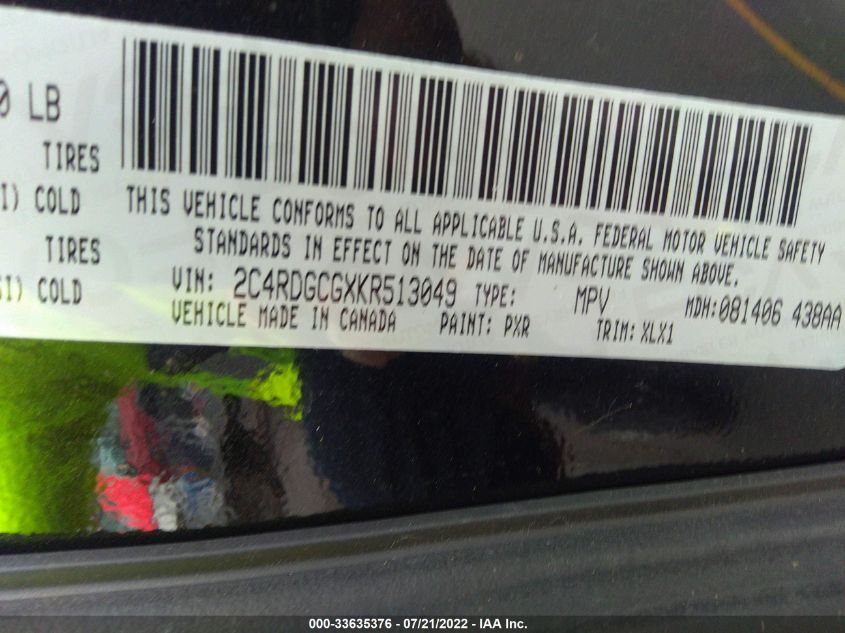 0 LB
TIRES
I) COLD
TIRES
SI) COLD
THIS VEHICLE CONFORMS TO ALL APPLICABLE U.S.A. FEDERAL MOTOR VEHICLE SAFETY
STANDARDS IN EFFECT ON THE DATE OF MANUFACTURE SHOWN ABOVE.
VIN: 2C4RDGCGXKR513049 TYPE: MPV MDH:081406 438AA
VEHICLE MADE IN CANADA PAINT: PXR TRIM: XLX1
000-33635376 - 07/21/2022 - IAA Inc.